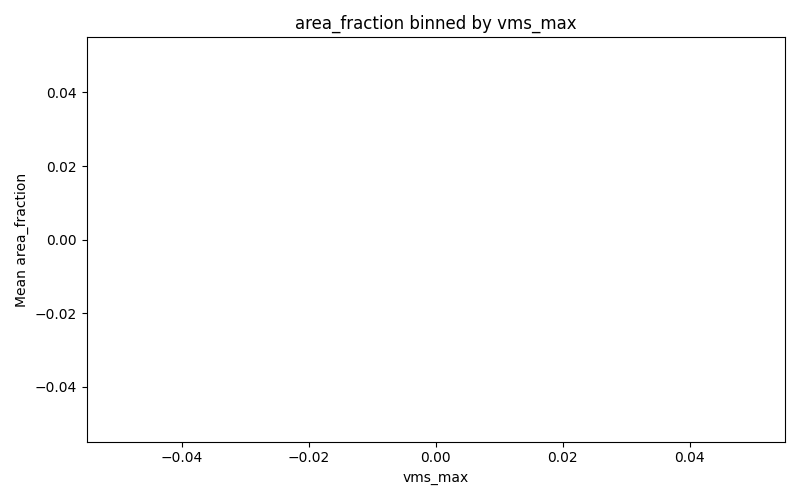 area_fraction binned by vms_max
0.04
0.02
0.00
−0.02
−0.04
Mean area_fraction
−0.04 −0.02 0.00 0.02 0.04
vms_max